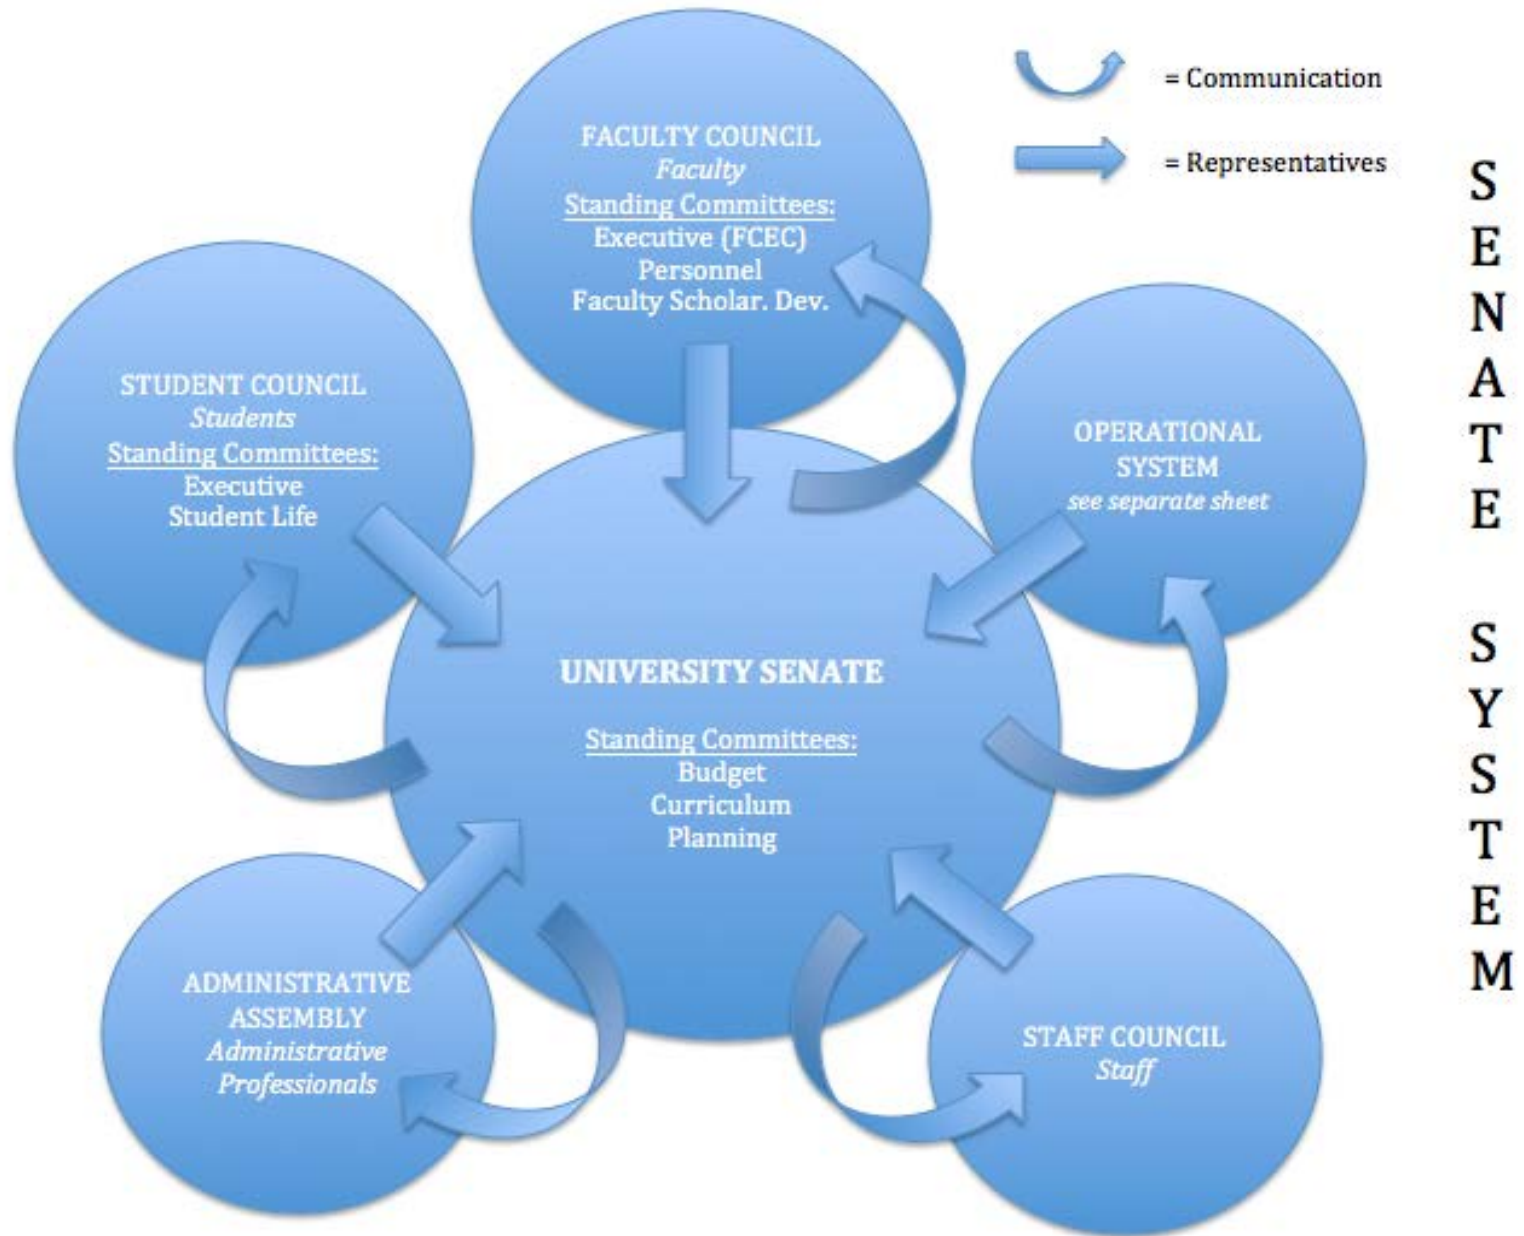 = Communication
= Representatives
FACULTY COUNCIL
Faculty
Standing Committees:
Executive (FCEC)
Personnel
Faculty Scholar. Dev.
STUDENT COUNCIL
Students
Standing Committees:
Executive
Student Life
OPERATIONAL
SYSTEM
see separate sheet
UNIVERSITY SENATE
Standing Committees:
Budget
Curriculum
Planning
ADMINISTRATIVE
ASSEMBLY
Administrative
Professionals
STAFF COUNCIL
Staff
SENATE SYSTEM